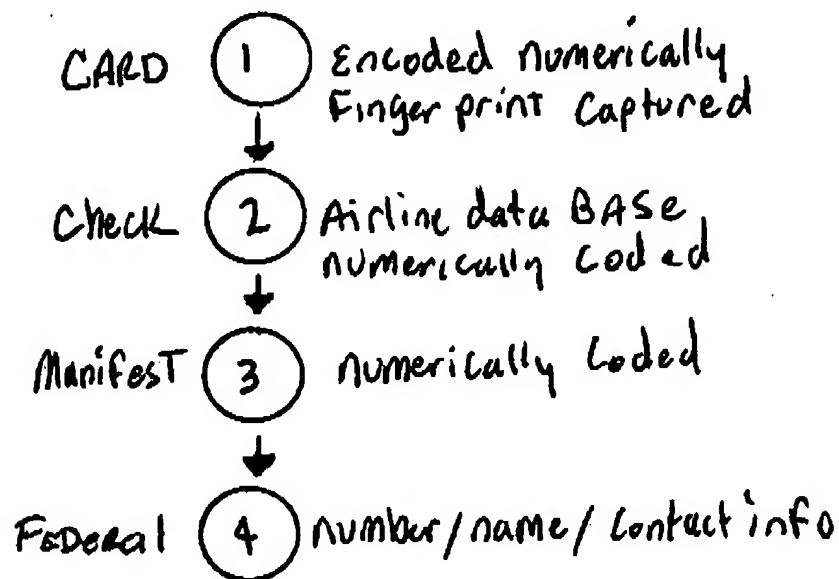 CARD 1 Encoded numerically
Finger print Captured
Check 2 Airline data BASe
numerically coded
ManifesT 3 numerically Coded
FeDeRal 4 number/name/contact info